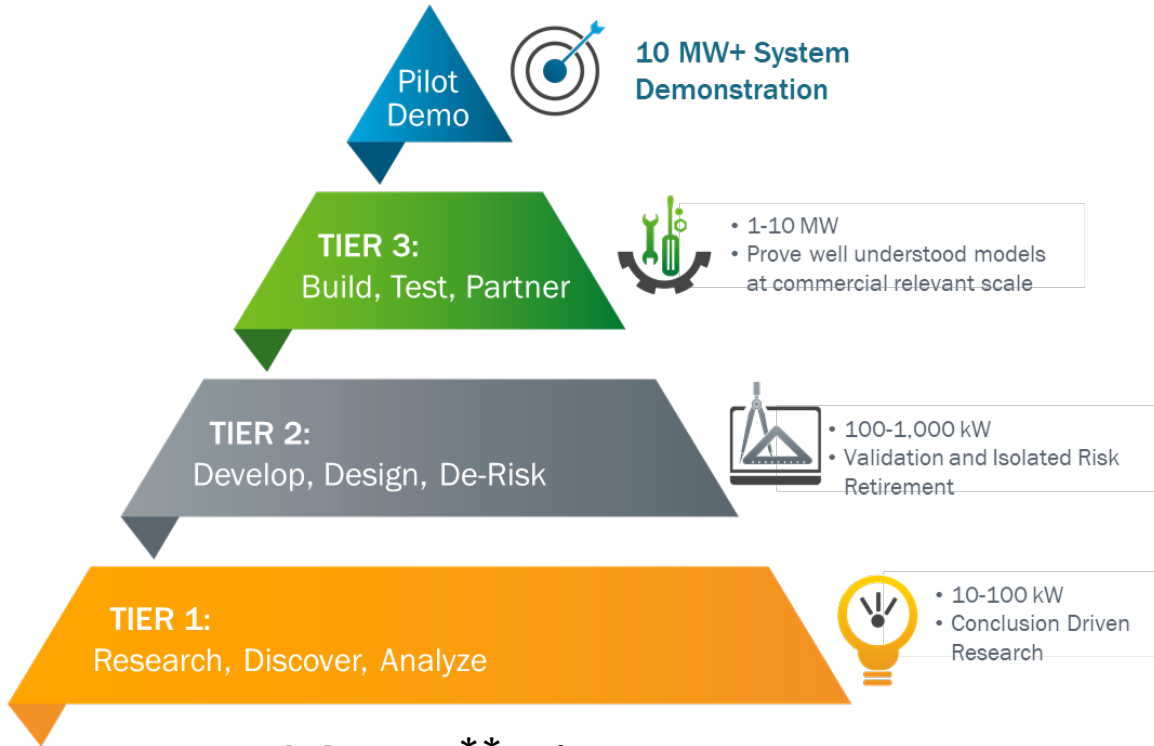 Pilot
Demo
10 MW+ System
Demonstration
TIER 3:
Build, Test, Partner
• 1-10 MW
• Prove well understood models
at commercial relevant scale
TIER 2:
Develop, Design, De-Risk
• 100-1,000 kW
• Validation and Isolated Risk
Retirement
TIER 1:
Research, Discover, Analyze
• 10-100 kW
• Conclusion Driven
Research
**